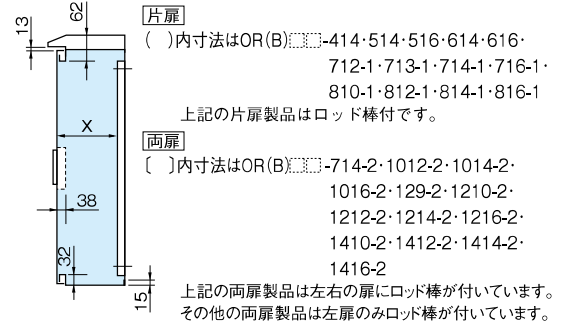 13
62
X
38
32
15
片扉
( )内寸法はOR(B)□□-414・514・516・614・616・
712-1・713-1・714-1・716-1・
810-1・812-1・814-1・816-1
上記の片扉製品はロッド棒付です。
両扉
〔 〕内寸法はOR(B)□□-714-2・1012-2・1014-2・
1016-2・129-2・1210-2・
1212-2・1214-2・1216-2・
1410-2・1412-2・1414-2・
1416-2
上記の両扉製品は左右の扉にロッド棒が付いています。
その他の両扉製品は左扉のみロッド棒が付いています。